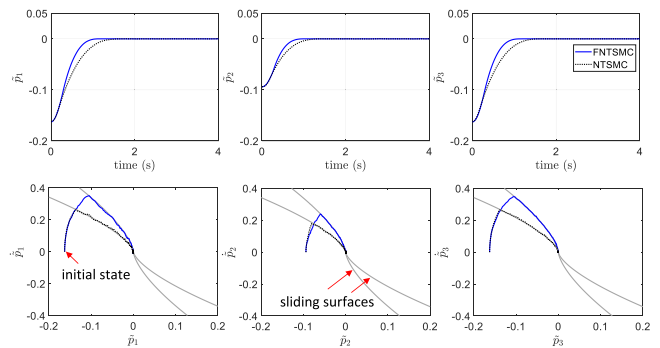 0.05
0
-0.1
-0.2
p̃₁
0 2 4
time (s)
0.05
0
-0.1
-0.2
p̃₂
0 2 4
time (s)
0.05
0
-0.1
-0.2
p̃₃
0 2 4
time (s)
FNTSMC
NTSMC
0.4
0.2
0
-0.2
-0.4
p̃̇₁
initial state
-0.2 -0.1 0 0.1 0.2
p̃₁
0.4
0.2
0
-0.2
-0.4
p̃̇₂
sliding surfaces
-0.2 -0.1 0 0.1 0.2
p̃₂
0.4
0.2
0
-0.2
-0.4
p̃̇₃
-0.2 -0.1 0 0.1 0.2
p̃₃